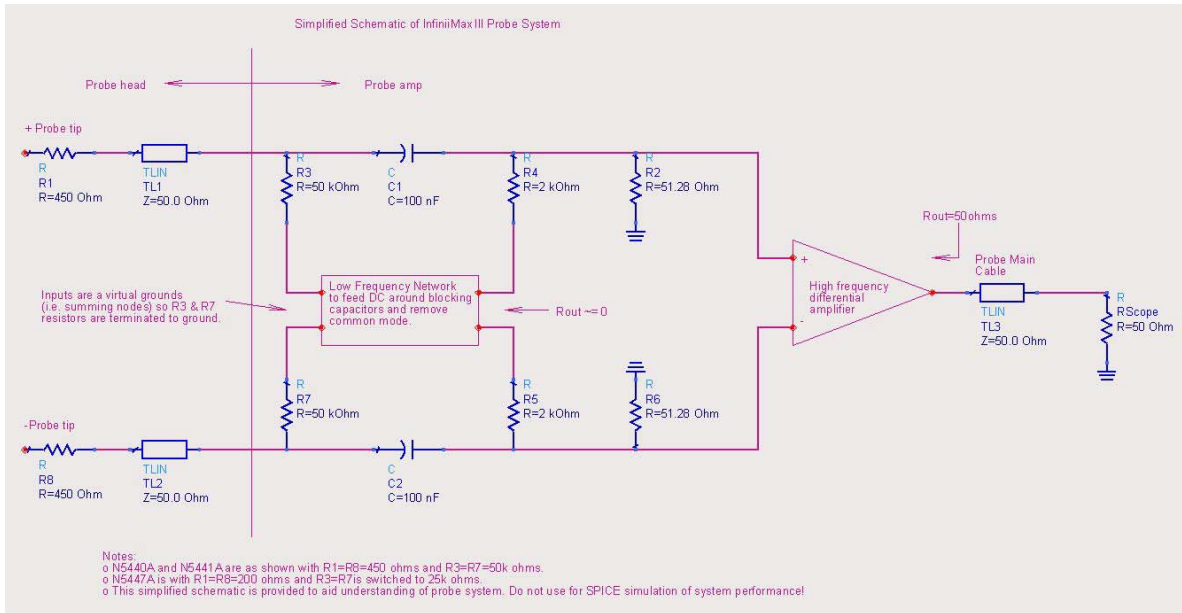 Simplified Schematic of InfiniiMax III Probe System
Probe head
Probe amp
+ Probe tip
R
R1
R=450 Ohm
TLIN
TL1
Z=50.0 Ohm
R
R3
R=50 kOhm
C
C1
C=100 nF
R
R4
R=2 kOhm
R
R2
R=51.28 Ohm
Rout=50ohms
Probe Main
Cable
Inputs are a virtual grounds
(i.e. summing nodes) so R3 & R7
resistors are terminated to ground.
Low Frequency Network
to feed DC around blocking
capacitors and remove
common mode.
Rout ~= 0
+
-
High frequency
differential
amplifier
TLIN
TL3
Z=50.0 Ohm
R
RScope
R=50 Ohm
R
R7
R=50 kOhm
R
R5
R=2 kOhm
R
R6
R=51.28 Ohm
-Probe tip
R
R8
R=450 Ohm
TLIN
TL2
Z=50.0 Ohm
C
C2
C=100 nF
Notes:
o N5440A and N5441A are as shown with R1=R8=450 ohms and R3=R7=50k ohms.
o N5447A is with R1=R8=200 ohms and R3=R7 is switched to 25k ohms.
o This simplified schematic is provided to aid understanding of probe system. Do not use for SPICE simulation of system performance!